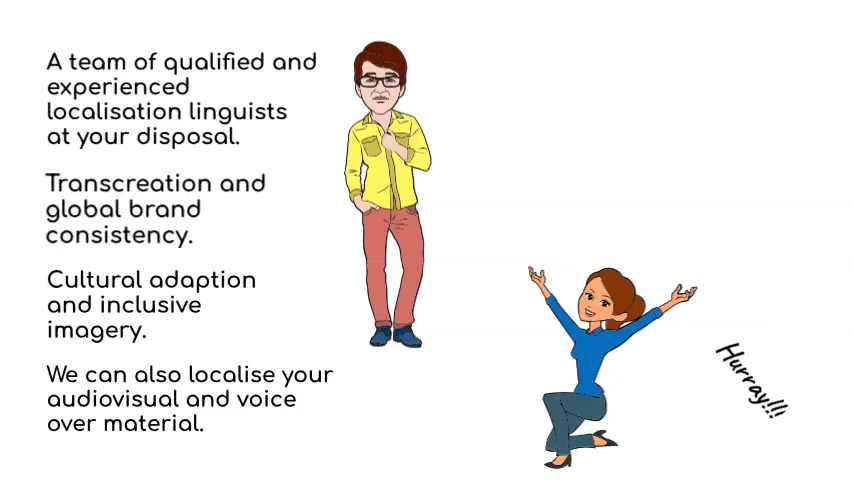 A team of qualified and
experienced
localisation linguists
at your disposal.
Transcreation and
global brand
consistency.
Cultural adaption
and inclusive
imagery.
We can also localise your
audiovisual and voice
over material.
Hurray!!!